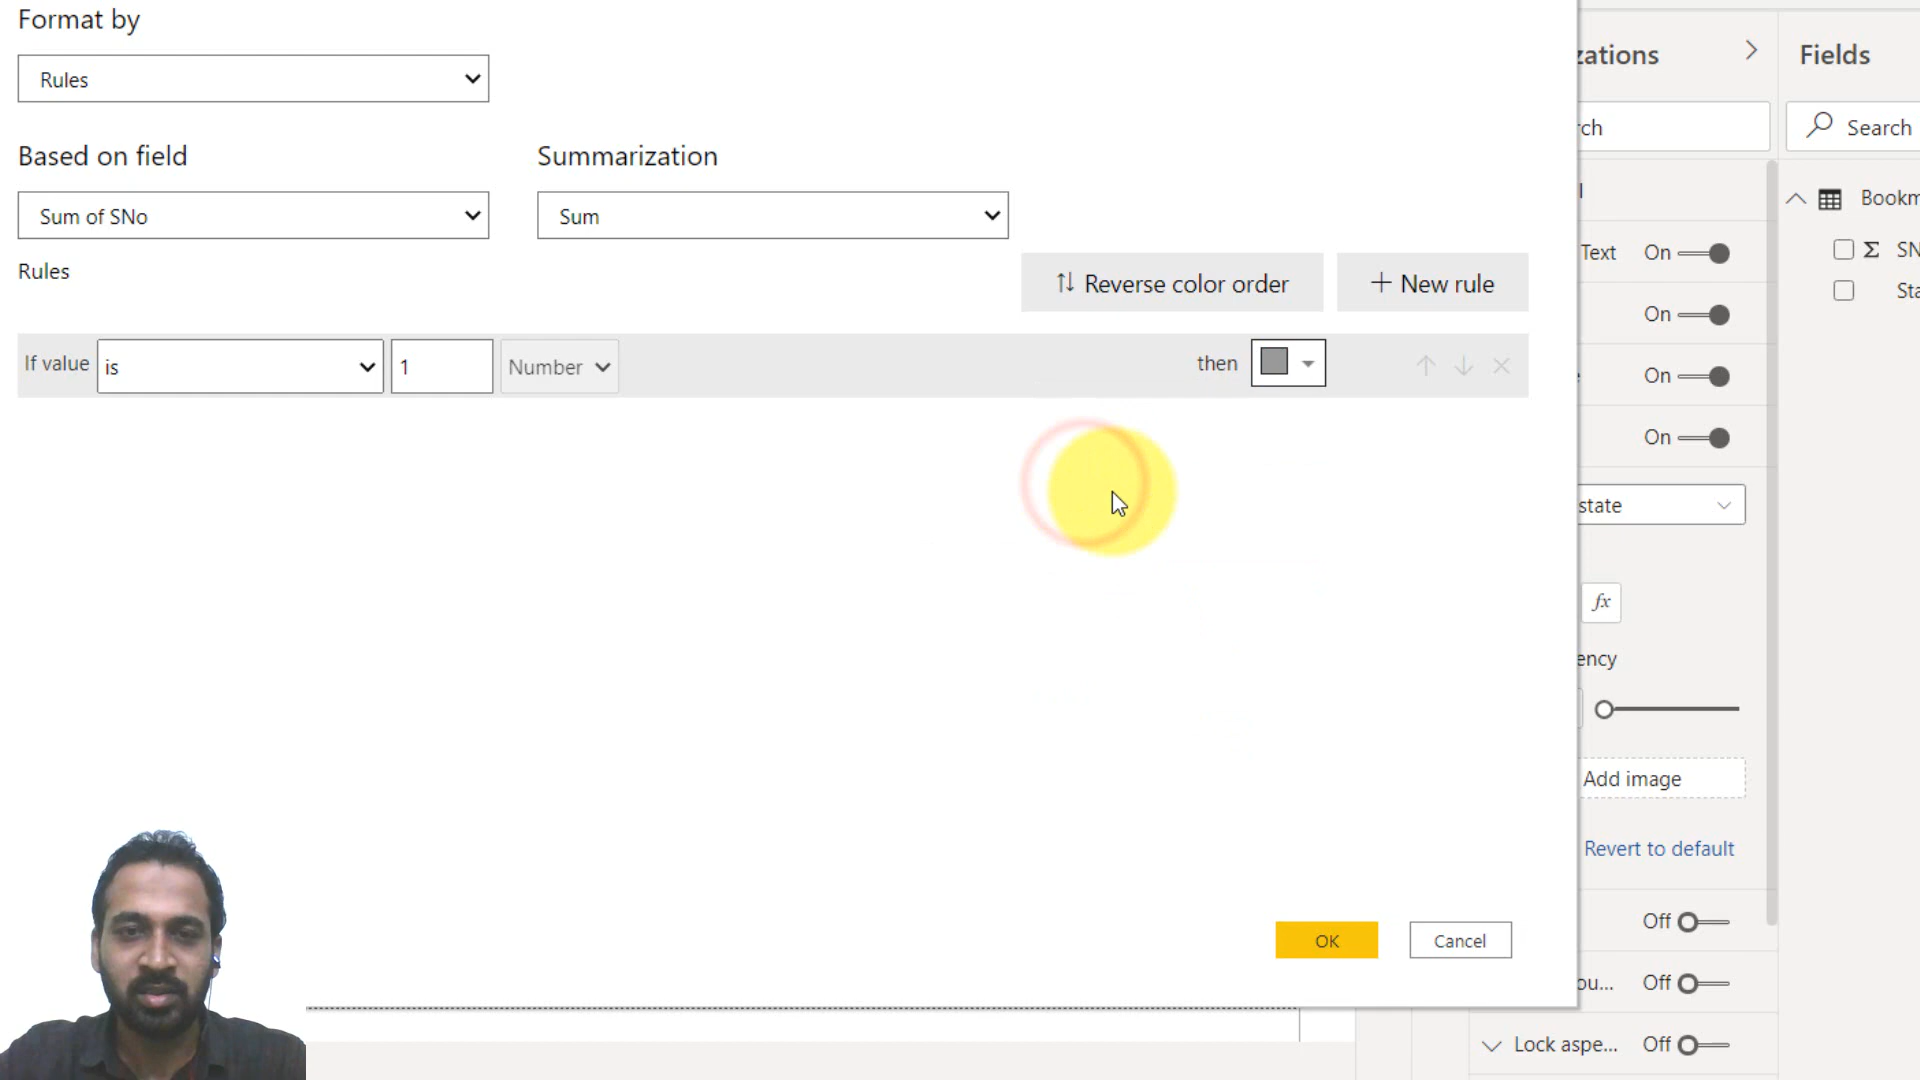 Format by
Rules
Based on field
Summarization
Sum of SNo
Sum
Rules
Reverse color order
New rule
If value
is
1
Number
then
OK
Cancel
zations
Fields
rch
Search
l
Bookm
Text
On
SN
Sta
On
On
On
state
fx
ency
Add image
Revert to default
Off
ou...
Off
Lock aspe...
Off